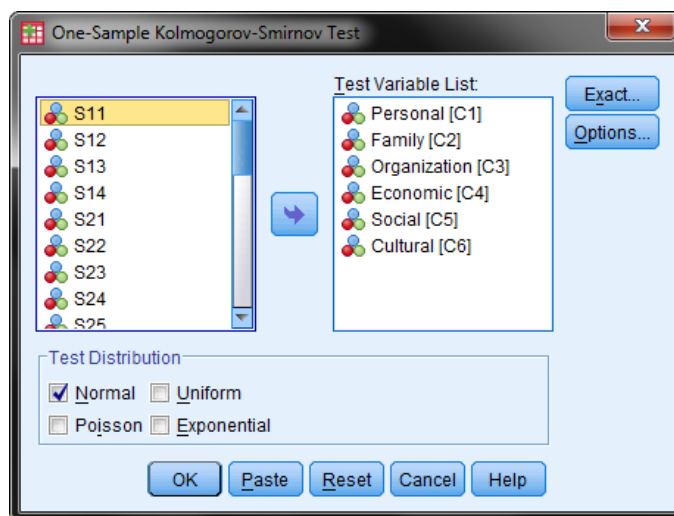 One-Sample Kolmogorov-Smirnov Test
Test Variable List:
S11
S12
S13
S14
S21
S22
S23
S24
S25
Personal [C1]
Family [C2]
Organization [C3]
Economic [C4]
Social [C5]
Cultural [C6]
Exact...
Options...
Test Distribution
Normal Uniform
Poisson Exponential
OK Paste Reset Cancel Help